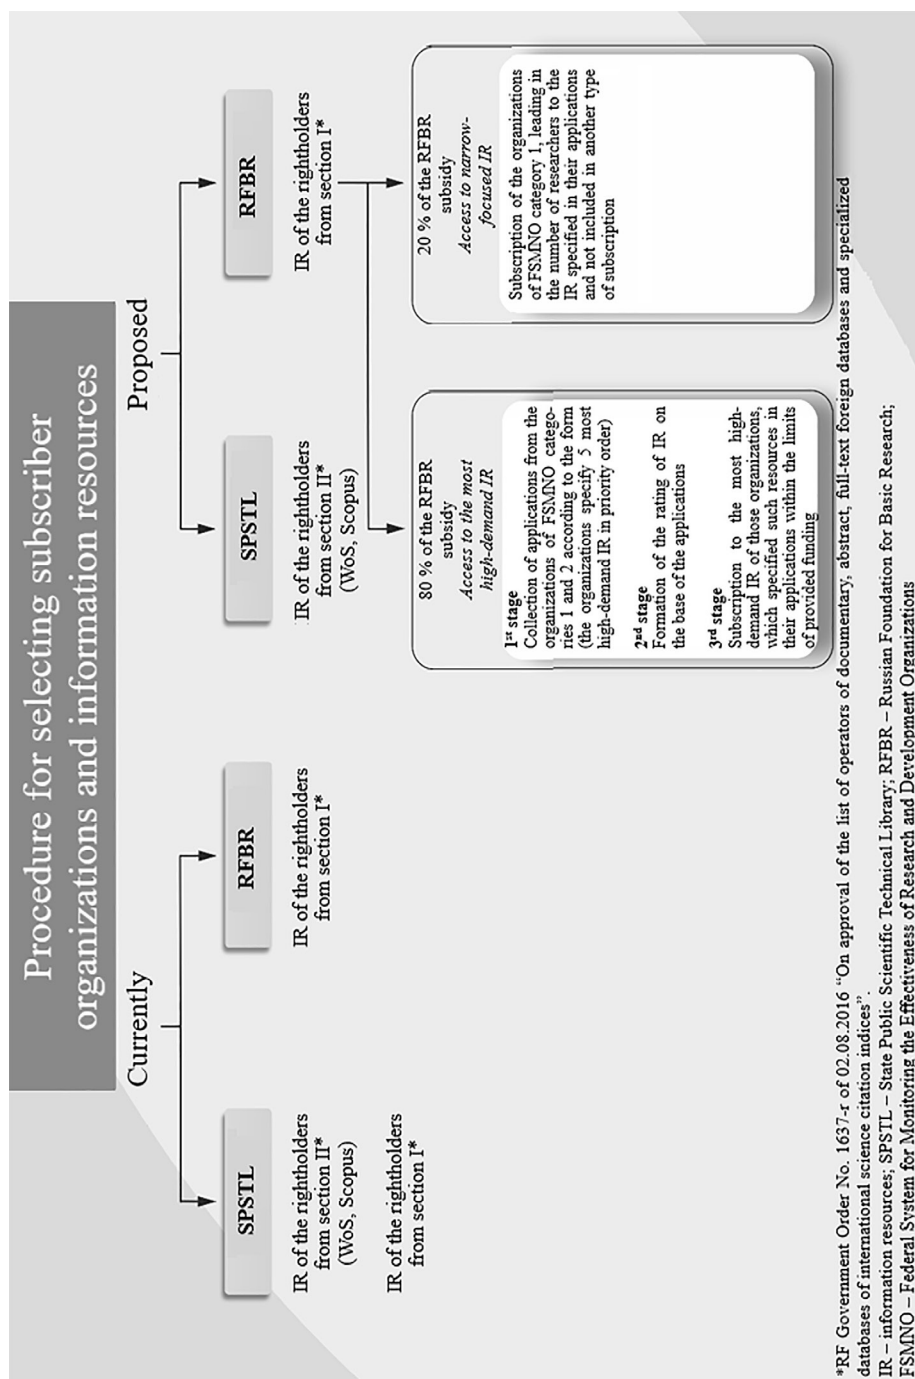 Procedure for selecting subscriber
organizations and information resources
Currently
SPSTL
IR of the rightholders
from section II*
(WoS, Scopus)
IR of the rightholders
from section I*
RFBR
IR of the rightholders
from section I*
Proposed
SPSTL
IR of the rightholders
from section II*
(WoS, Scopus)
RFBR
IR of the rightholders
from section I*
80 % of the RFBR
subsidy
Access to the most
high-demand IR
1st stage
Collection of applications from the
organizations of FSMNO catego-
ries 1 and 2 according to the form
(the organizations specify 5 most
high-demand IR in priority order)
2nd stage
Formation of the rating of IR on
the base of the applications
3rd stage
Subscription to the most high-
demand IR of those organizations,
which specified such resources in
their applications within the limits
of provided funding
20 % of the RFBR
subsidy
Access to narrow-
focused IR
Subscription of the organizations
of FSMNO category 1, leading in
the number of researchers to the
IR specified in their applications
and not included in another type
of subscription
*RF Government Order No. 1637-r of 02.08.2016 “On approval of the list of operators of documentary, abstract, full-text foreign databases and specialized
databases of international science citation indices”.
IR – information resources; SPSTL – State Public Scientific Technical Library; RFBR – Russian Foundation for Basic Research;
FSMNO – Federal System for Monitoring the Effectiveness of Research and Development Organizations